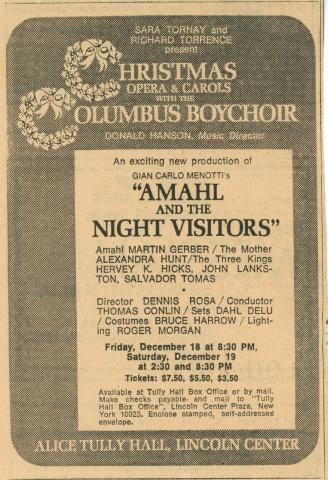 SARA TORNAY and
RICHARD TORRENCE
present
CHRISTMAS
OPERA & CAROLS
WITH THE
COLUMBUS BOYCHOIR
DONALD HANSON, Music Director
An exciting new production of
GIAN CARLO MENOTTI's
"AMAHL
AND THE
NIGHT VISITORS"
Amahl MARTIN GERBER / The Mother
ALEXANDRA HUNT/The Three Kings
HERVEY K. HICKS, JOHN LANKS-
TON, SALVADOR TOMAS
•
Director DENNIS ROSA / Conductor
THOMAS CONLIN / Sets DAHL DELU
/ Costumes BRUCE HARROW / Light-
ing ROGER MORGAN
Friday, December 18 at 8:30 PM,
Saturday, December 19
at 2:30 and 8:30 PM
Tickets: $7.50, $5.50, $3.50
Available at Tully Hall Box Office or by mail.
Make checks payable and mail to "Tully
Hall Box Office", Lincoln Center Plaza, New
York 10023. Enclose stamped, self-addressed
envelope.
ALICE TULLY HALL, LINCOLN CENTER